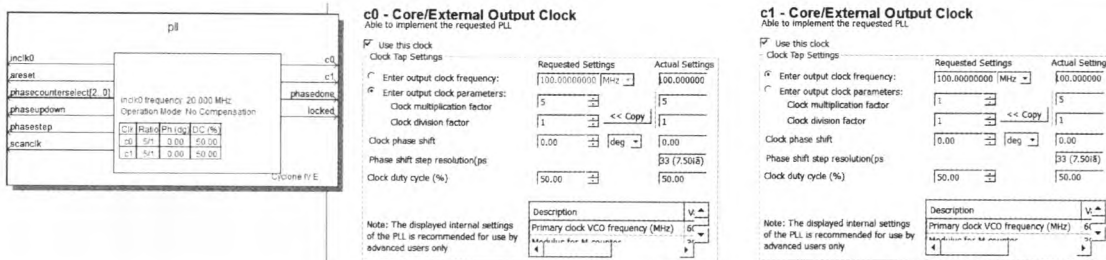 pll
inclk0
areset
phasecounterselect[2..0]
phaseupdown
phasestep
scanclk
c0
c1
phasedone
locked
inclk0 frequency: 20.000 MHz
Operation Mode: No Compensation
Clk Ratio Ph (dg) DC (%)
c0 5/1 0.00 50.00
c1 5/1 0.00 50.00
Cyclone IV E
c0 - Core/External Output Clock
Able to implement the requested PLL
Use this clock
Clock Tap Settings
Requested Settings Actual Settings
Enter output clock frequency: 100.00000000 MHz 100.000000
Enter output clock parameters:
Clock multiplication factor 5 5
Clock division factor 1 << Copy 1
Clock phase shift 0.00 deg 0.00
Phase shift step resolution(ps
Clock duty cycle (%) 50.00 50.00
Note: The displayed internal settings
of the PLL is recommended for use by
advanced users only
Description
Primary clock VCO frequency (MHz)
Modulus for M counter
c1 - Core/External Output Clock
Able to implement the requested PLL
Use this clock
Clock Tap Settings
Requested Settings Actual Setting
Enter output clock frequency: 100.00000000 MHz 100.000000
Enter output clock parameters:
Clock multiplication factor 1 5
Clock division factor 1 << Copy 1
Clock phase shift 0.00 deg 0.00
Phase shift step resolution(ps
Clock duty cycle (%) 50.00 50.00
Note: The displayed internal settings
of the PLL is recommended for use by
advanced users only
Description
Primary clock VCO frequency (MHz)
Modulus for M counter